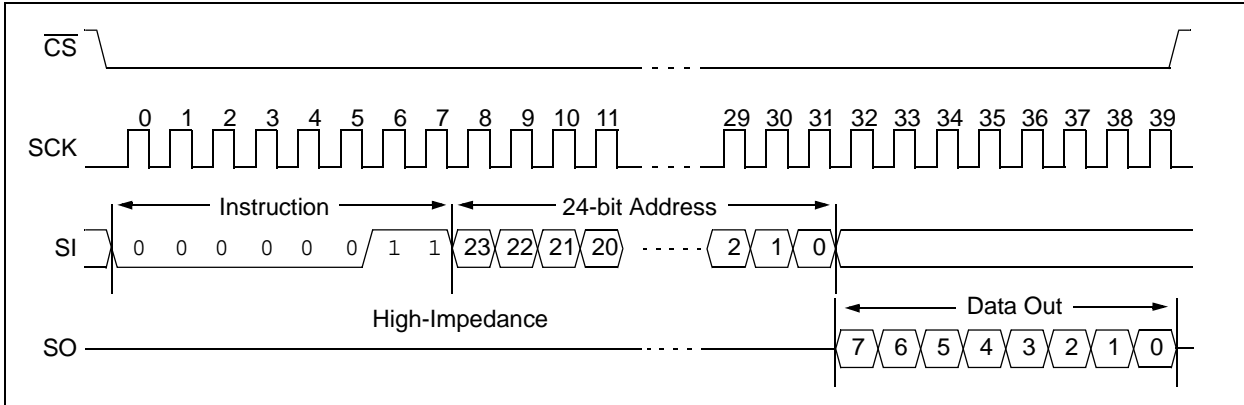 CS
0 1 2 3 4 5 6 7 8 9 10 11 29 30 31 32 33 34 35 36 37 38 39
SCK
Instruction 24-bit Address
SI 0 0 0 0 0 0 1 1 23 22 21 20 2 1 0
High-Impedance Data Out
SO 7 6 5 4 3 2 1 0